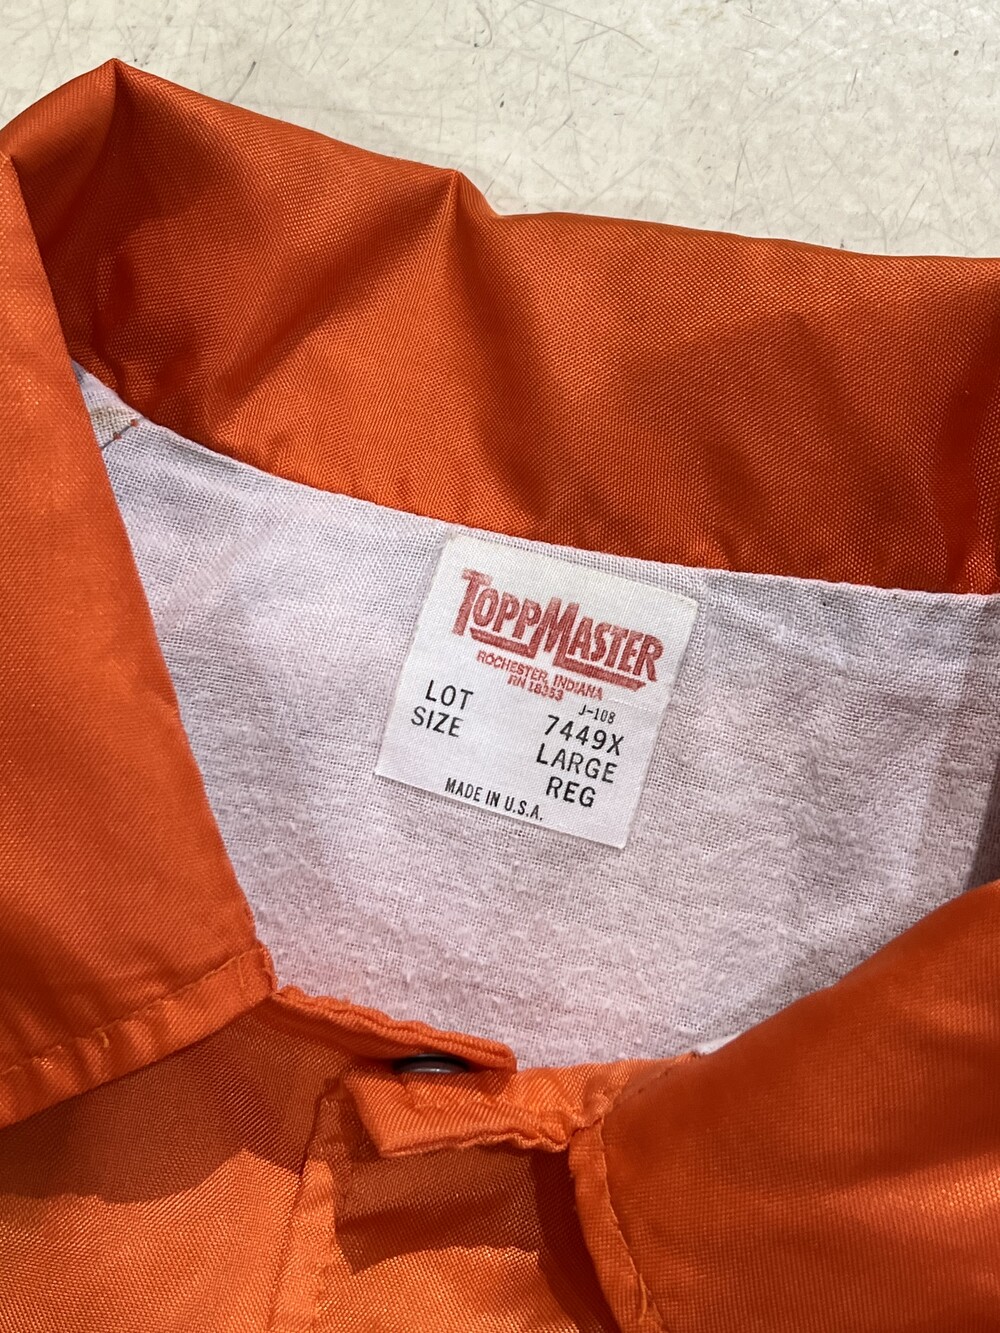 TOPPMASTER
ROCHESTER, INDIANA
RN 18353
J-108
LOT 7449X
SIZE LARGE
REG
MADE IN U.S.A.